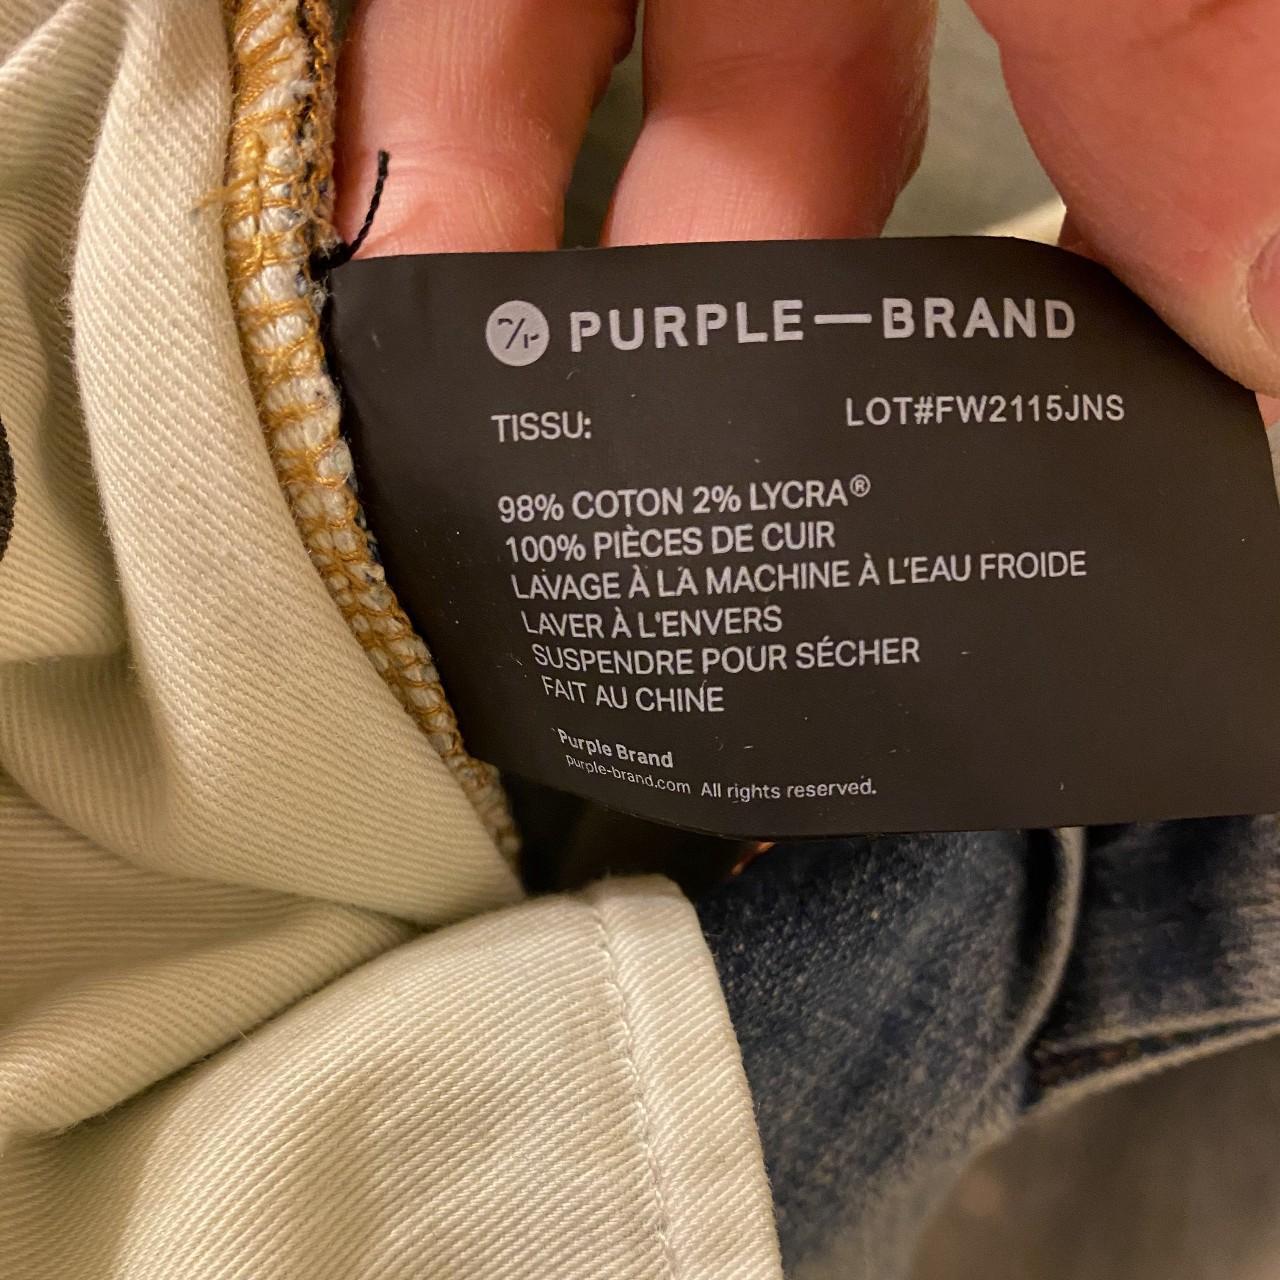 PURPLE—BRAND
TISSU: LOT#FW2115JNS
98% COTON 2% LYCRA®
100% PIÈCES DE CUIR
LAVAGE À LA MACHINE À L'EAU FROIDE
LAVER À L'ENVERS
SUSPENDRE POUR SÉCHER
FAIT AU CHINE
Purple Brand
purple-brand.com All rights reserved.